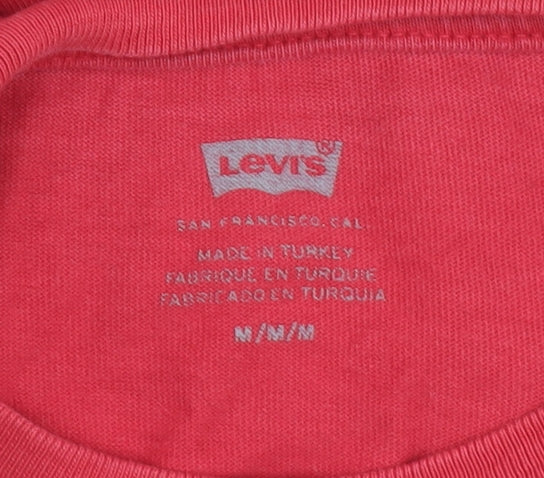 Levi's®
SAN FRANCISCO, CAL.
MADE IN TURKEY
FABRIQUE EN TURQUIE
FABRICADO EN TURQUIA
M/M/M